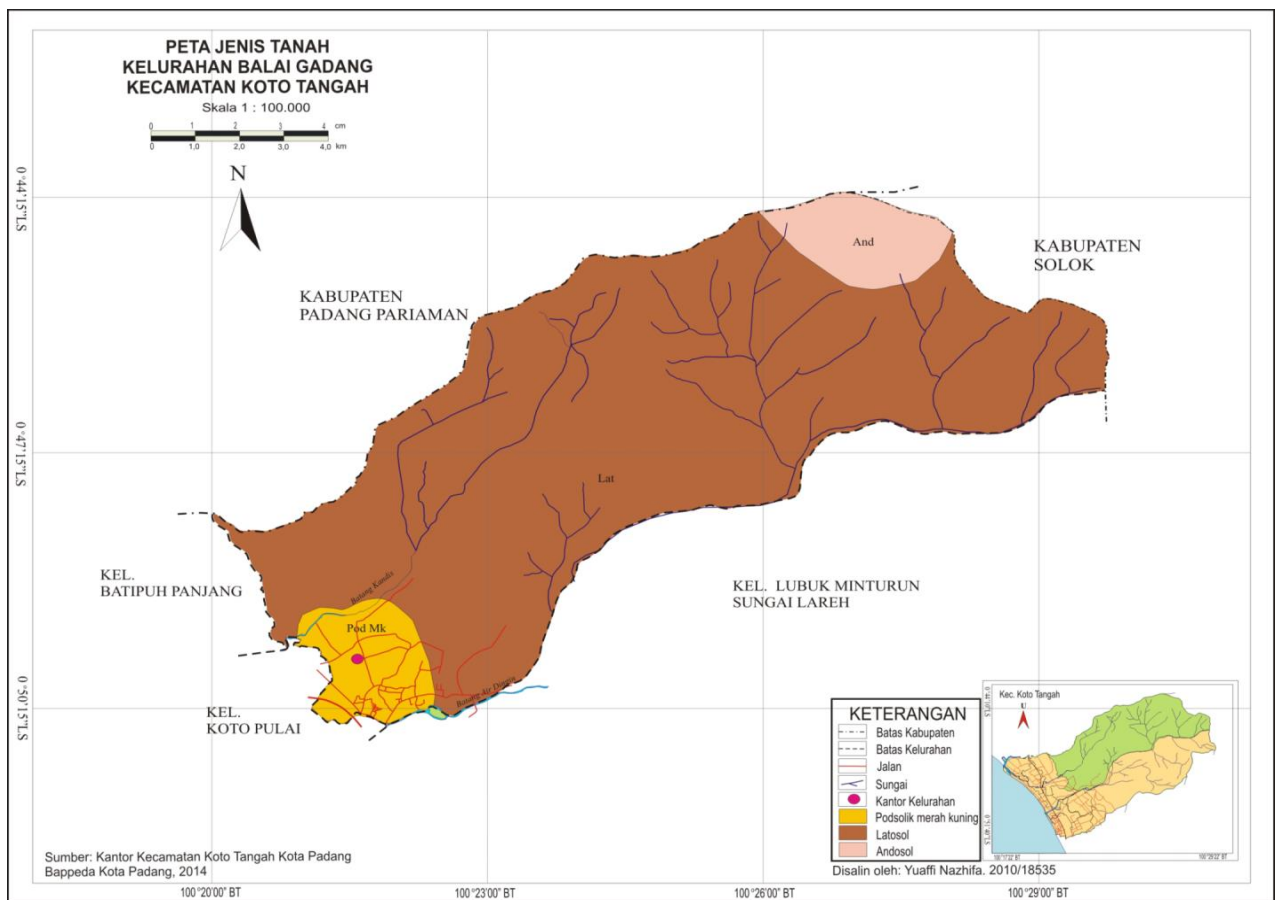 PETA JENIS TANAH
KELURAHAN BALAI GADANG
KECAMATAN KOTO TANGAH
Skala 1 : 100.000
0 1 2 3 4 cm
0 1,0 2,0 3,0 4,0 km
N
0°44'15"LS
0°47'15"LS
0°50'15"LS
And
KABUPATEN
SOLOK
KABUPATEN
PADANG PARIAMAN
Lat
KEL.
BATIPUH PANJANG
KEL. LUBUK MINTURUN
SUNGAI LAREH
Batang Kandis
Pod Mk
Batang Air Dingin
KEL.
KOTO PULAI
KETERANGAN
Batas Kabupaten
Batas Kelurahan
Jalan
Sungai
Kantor Kelurahan
Podsolik merah kuning
Latosol
Andosol
Kec. Koto Tangah
U
Sumber: Kantor Kecamatan Koto Tangah Kota Padang
Bappeda Kota Padang, 2014
Disalin oleh: Yuaffi Nazhifa. 2010/18535
100°20'00" BT
100°23'00" BT
100°26'00" BT
100°29'00" BT